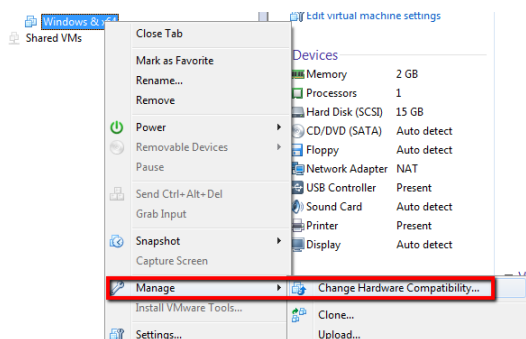 Windows 8 x64
Shared VMs
Close Tab
Mark as Favorite
Rename...
Remove
Power
Removable Devices
Pause
Send Ctrl+Alt+Del
Grab Input
Snapshot
Capture Screen
Manage
Install VMware Tools...
Settings...
Edit virtual machine settings
Devices
Memory 2 GB
Processors 1
Hard Disk (SCSI) 15 GB
CD/DVD (SATA) Auto detect
Floppy Auto detect
Network Adapter NAT
USB Controller Present
Sound Card Auto detect
Printer Present
Display Auto detect
Change Hardware Compatibility...
Clone...
Upload...